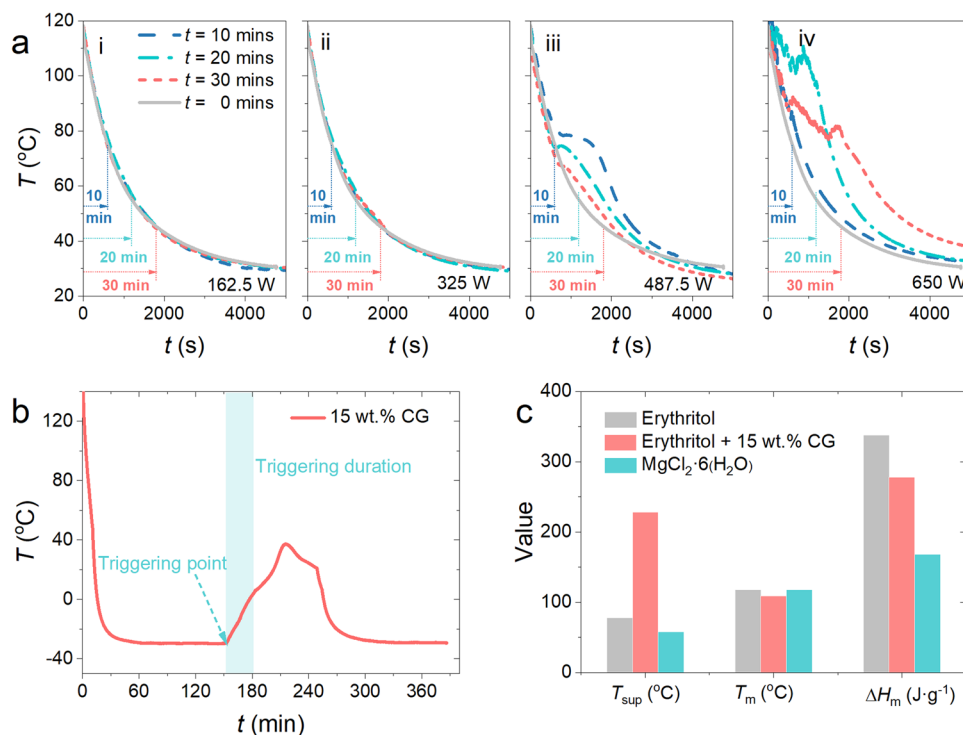 a
T (°C)
120
100
80
60
40
20
i
t = 10 mins
t = 20 mins
t = 30 mins
t = 0 mins
10
min
20 min
30 min
162.5 W
0 2000 4000
t (s)
ii
10
min
20 min
30 min
325 W
0 2000 4000
t (s)
iii
10
min
20 min
30 min
487.5 W
0 2000 4000
t (s)
iv
10
min
20 min
30 min
650 W
0 2000 4000
t (s)
b
T (°C)
120
80
40
0
-40
15 wt.% CG
Triggering duration
Triggering point
0 60 120 180 240 300 360
t (min)
c
Value
400
300
200
100
0
Erythritol
Erythritol + 15 wt.% CG
MgCl₂·6(H₂O)
Tsup (°C) Tm (°C) ΔHm (J·g⁻¹)